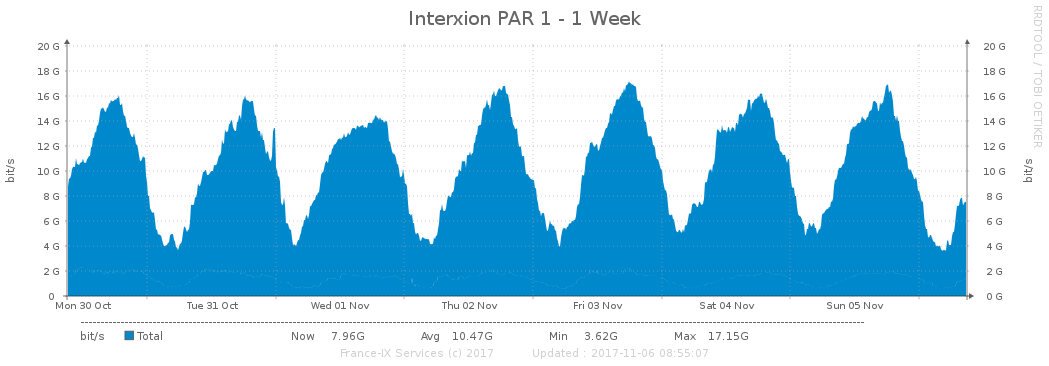 Interxion PAR 1 - 1 Week
RRDTOOL / TOBI OETIKER
bit/s
20 G
18 G
16 G
14 G
12 G
10 G
8 G
6 G
4 G
2 G
0
20 G
18 G
16 G
14 G
12 G
10 G
8 G
6 G
4 G
2 G
0 G
bit/s
Mon 30 Oct Tue 31 Oct Wed 01 Nov Thu 02 Nov Fri 03 Nov Sat 04 Nov Sun 05 Nov
bit/s Total Now 7.96G Avg 10.47G Min 3.62G Max 17.15G
France-IX Services (c) 2017 Updated : 2017-11-06 08:55:07